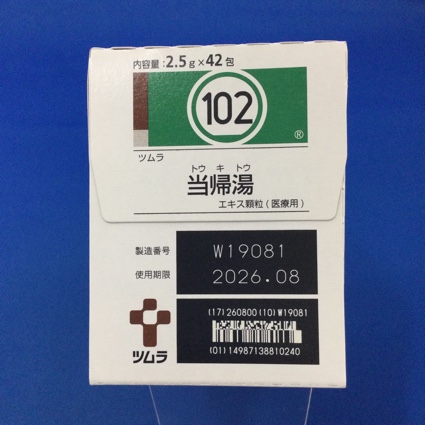 内容量:2.5g×42包
102
®
ツムラ
トウ キ トウ
当帰湯
エキス顆粒(医療用)
製造番号 W19081
使用期限 2026.08
(17)260800(10)W19081
(01)14987138810240
ツムラ